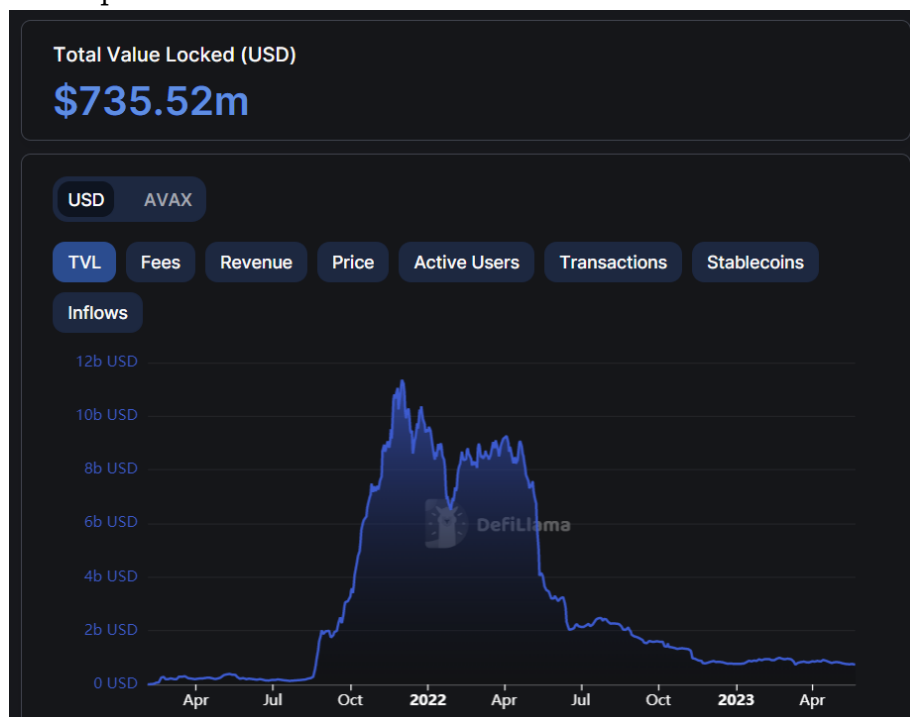 Total Value Locked (USD)
$735.52m
USD AVAX
TVL Fees Revenue Price Active Users Transactions Stablecoins
Inflows
12b USD
10b USD
8b USD
6b USD
DefiLlama
4b USD
2b USD
0 USD
Apr Jul Oct 2022 Apr Jul Oct 2023 Apr